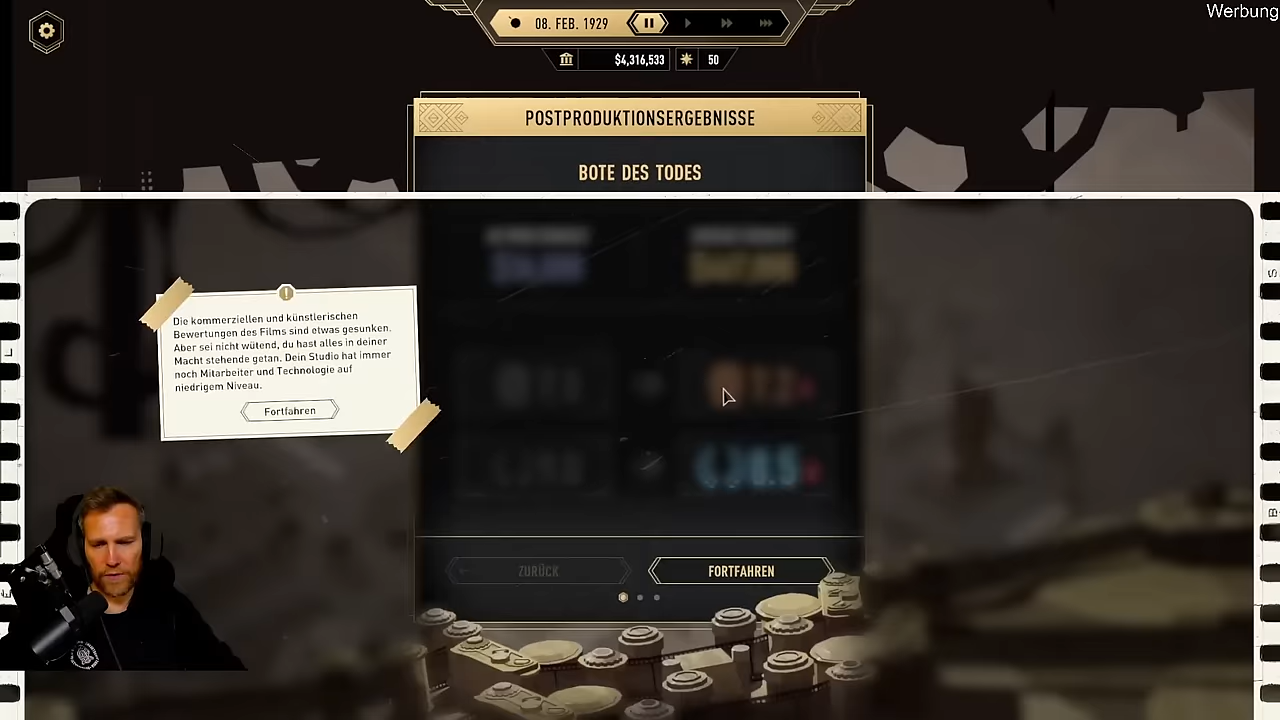 Werbung
08. FEB. 1929
$4,316,533
50
POSTPRODUKTIONSERGEBNISSE
BOTE DES TODES
Die kommerziellen und künstlerischen
Bewertungen des Films sind etwas gesunken.
Aber sei nicht wütend, du hast alles in deiner
Macht stehende getan. Dein Studio hat immer
noch Mitarbeiter und Technologie auf
niedrigem Niveau.
Fortfahren
ZURÜCK
FORTFAHREN